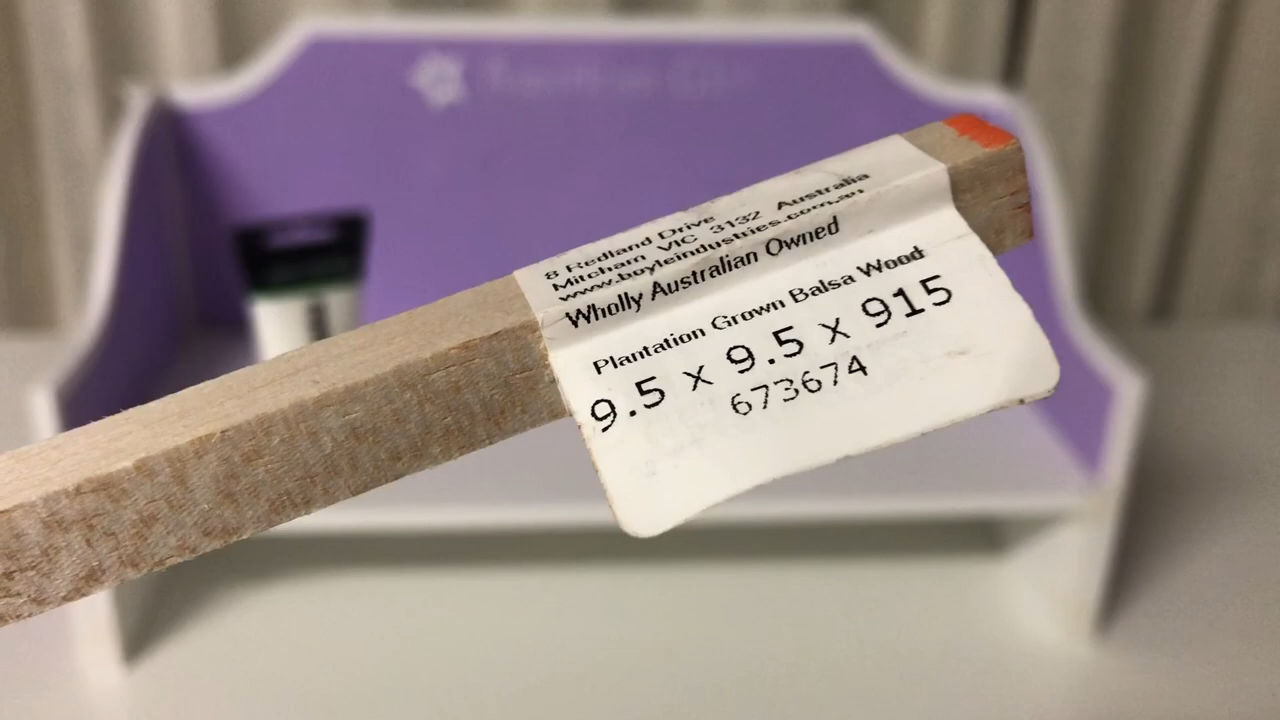 8 Redland Drive
Mitcham VIC 3132 Australia
www.boyleindustries.com.au
Wholly Australian Owned
Plantation Grown Balsa Wood
9.5 x 9.5 x 915
673674